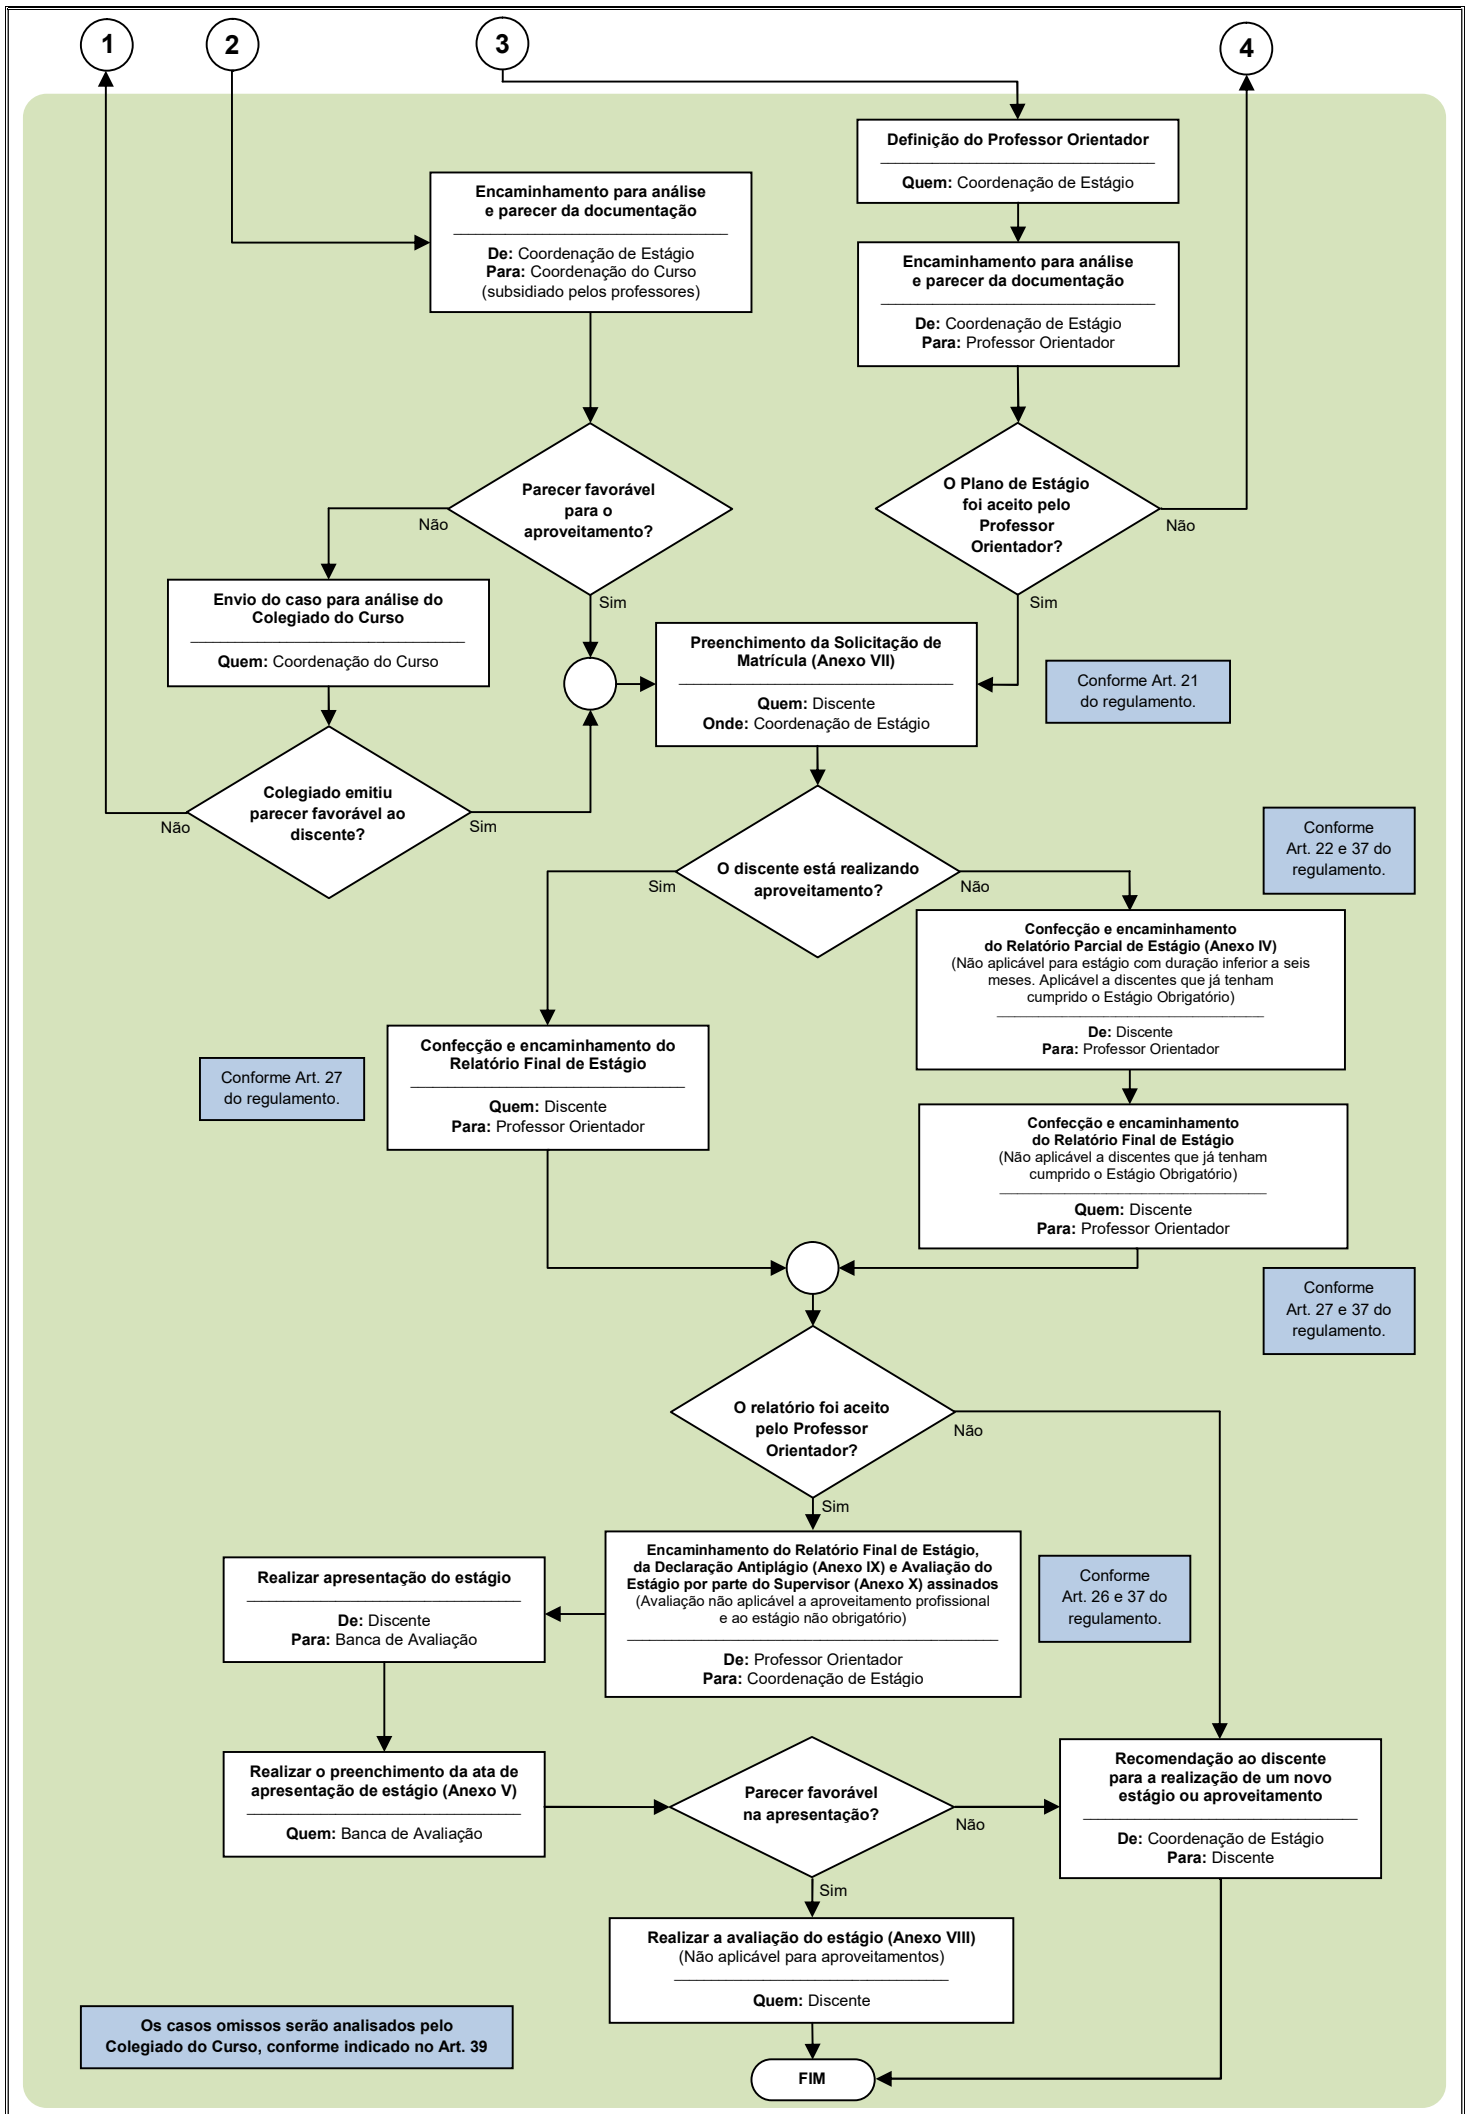 1
2
3
4
Definição do Professor Orientador
Quem: Coordenação de Estágio
Encaminhamento para análise
e parecer da documentação
De: Coordenação de Estágio
Para: Coordenação do Curso
(subsidiado pelos professores)
Encaminhamento para análise
e parecer da documentação
De: Coordenação de Estágio
Para: Professor Orientador
Parecer favorável
para o
aproveitamento?
Não
Sim
O Plano de Estágio
foi aceito pelo
Professor
Orientador?
Não
Sim
Envio do caso para análise do
Colegiado do Curso
Quem: Coordenação do Curso
Preenchimento da Solicitação de
Matrícula (Anexo VII)
Quem: Discente
Onde: Coordenação de Estágio
Conforme Art. 21
do regulamento.
Colegiado emitiu
parecer favorável ao
discente?
Não
Sim
O discente está realizando
aproveitamento?
Sim
Não
Conforme
Art. 22 e 37 do
regulamento.
Confecção e encaminhamento
do Relatório Parcial de Estágio (Anexo IV)
(Não aplicável para estágio com duração inferior a seis
meses. Aplicável a discentes que já tenham
cumprido o Estágio Obrigatório)
De: Discente
Para: Professor Orientador
Conforme Art. 27
do regulamento.
Confecção e encaminhamento do
Relatório Final de Estágio
Quem: Discente
Para: Professor Orientador
Confecção e encaminhamento
do Relatório Final de Estágio
(Não aplicável a discentes que já tenham
cumprido o Estágio Obrigatório)
Quem: Discente
Para: Professor Orientador
Conforme
Art. 27 e 37 do
regulamento.
O relatório foi aceito
pelo Professor
Orientador?
Não
Sim
Encaminhamento do Relatório Final de Estágio,
da Declaração Antiplágio (Anexo IX) e Avaliação do
Estágio por parte do Supervisor (Anexo X) assinados
(Avaliação não aplicável a aproveitamento profissional
e ao estágio não obrigatório)
De: Professor Orientador
Para: Coordenação de Estágio
Conforme
Art. 26 e 37 do
regulamento.
Realizar apresentação do estágio
De: Discente
Para: Banca de Avaliação
Realizar o preenchimento da ata de
apresentação de estágio (Anexo V)
Quem: Banca de Avaliação
Parecer favorável
na apresentação?
Não
Sim
Recomendação ao discente
para a realização de um novo
estágio ou aproveitamento
De: Coordenação de Estágio
Para: Discente
Realizar a avaliação do estágio (Anexo VIII)
(Não aplicável para aproveitamentos)
Quem: Discente
Os casos omissos serão analisados pelo
Colegiado do Curso, conforme indicado no Art. 39
FIM